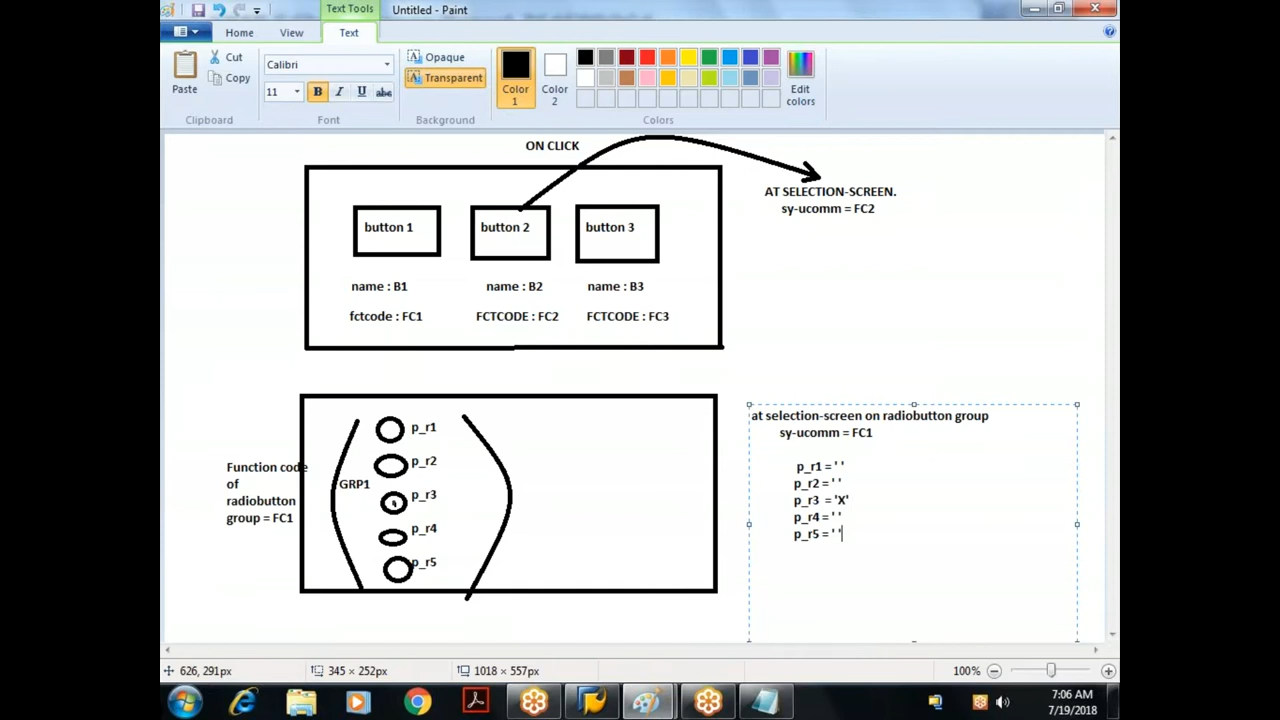 Text Tools
Untitled - Paint
Home
View
Text
Paste
Cut
Copy
Clipboard
Calibri
11
B
I
U
abc
Font
Opaque
Transparent
Background
Color 1
Color 2
Edit colors
Colors
ON CLICK
AT SELECTION-SCREEN.
sy-ucomm = FC2
button 1
button 2
button 3
name : B1
name : B2
name : B3
fctcode : FC1
FCTCODE : FC2
FCTCODE : FC3
Function code
of
radiobutton
group = FC1
GRP1
p_r1
p_r2
p_r3
p_r4
p_r5
at selection-screen on radiobutton group
sy-ucomm = FC1
p_r1 = ' '
p_r2 = ' '
p_r3  = 'X'
p_r4 = ' '
p_r5 = ' '
626, 291px
345 × 252px
1018 × 557px
100%
7:06 AM
7/19/2018